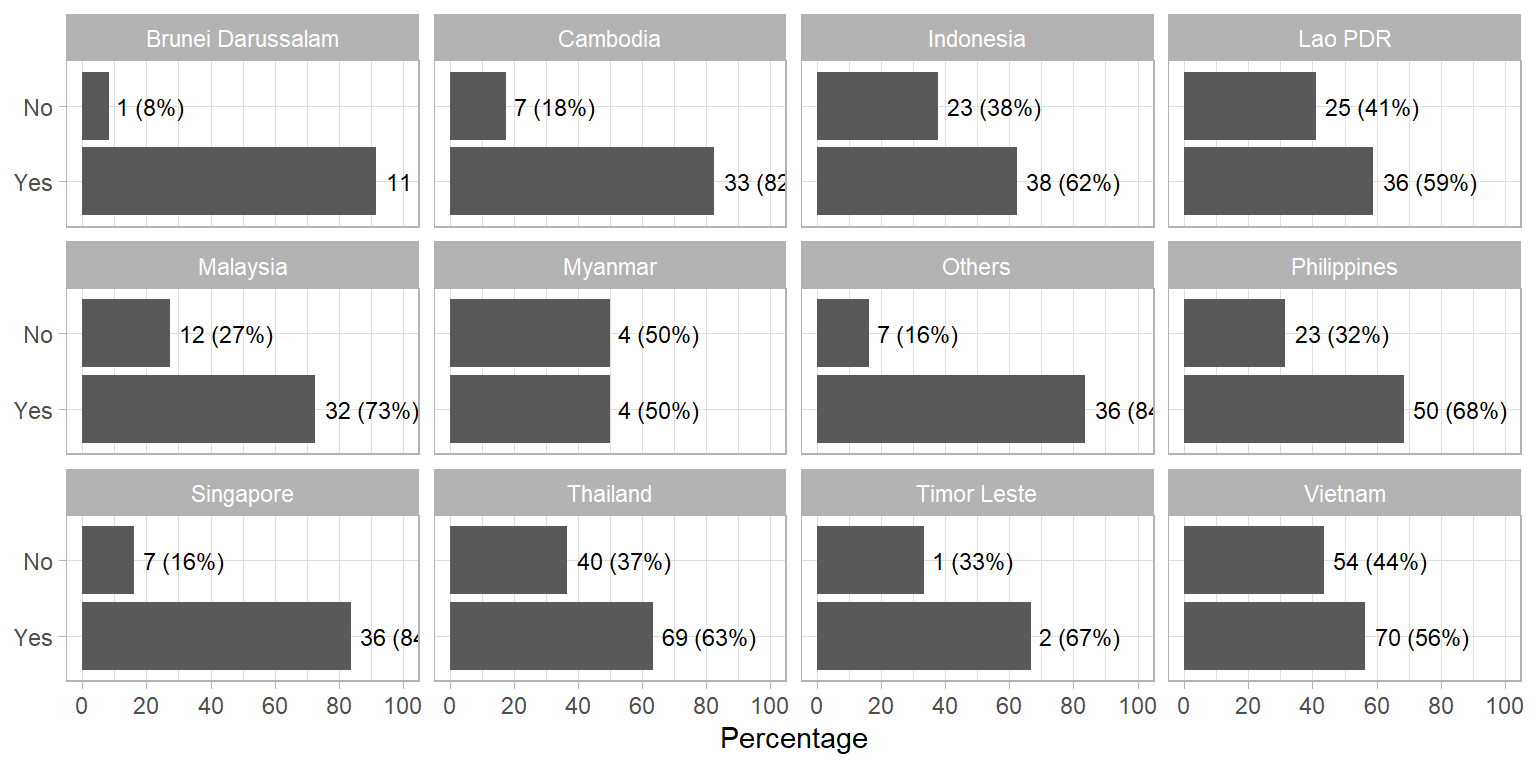 Brunei Darussalam Cambodia Indonesia Lao PDR
No 1 (8%) 7 (18%) 23 (38%) 25 (41%)
Yes 11 33 (82 38 (62%) 36 (59%)
Malaysia Myanmar Others Philippines
No 12 (27%) 4 (50%) 7 (16%) 23 (32%)
Yes 32 (73%) 4 (50%) 36 (84 50 (68%)
Singapore Thailand Timor Leste Vietnam
No 7 (16%) 40 (37%) 1 (33%) 54 (44%)
Yes 36 (84 69 (63%) 2 (67%) 70 (56%)
0 20 40 60 80 100 0 20 40 60 80 100 0 20 40 60 80 100 0 20 40 60 80 100
Percentage